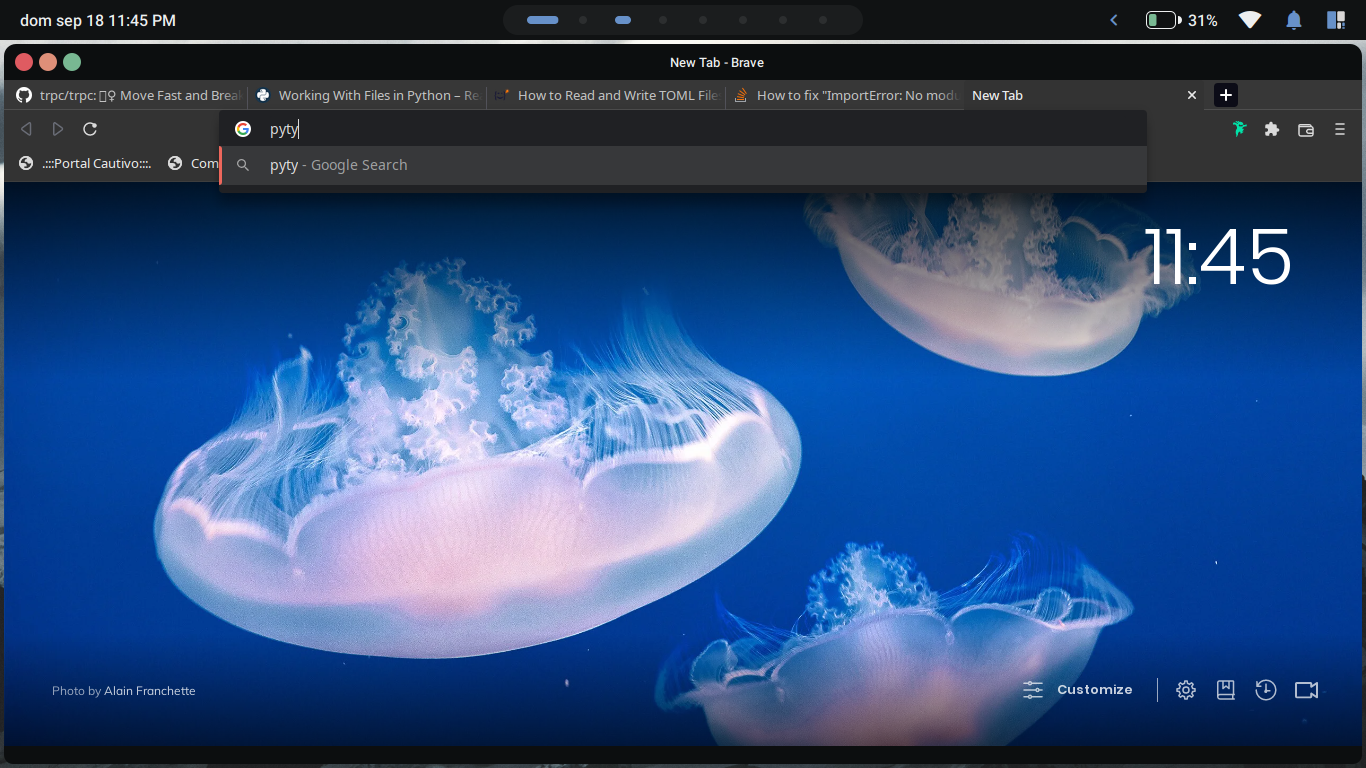 dom sep 18 11:45 PM
31%
New Tab - Brave
trpc/trpc: ♀ Move Fast and Break
Working With Files in Python – Re
How to Read and Write TOML File
How to fix "ImportError: No modu
New Tab
pyty
.:::Portal Cautivo:::.
Com
pyty - Google Search
11:45
Photo by Alain Franchette
Customize